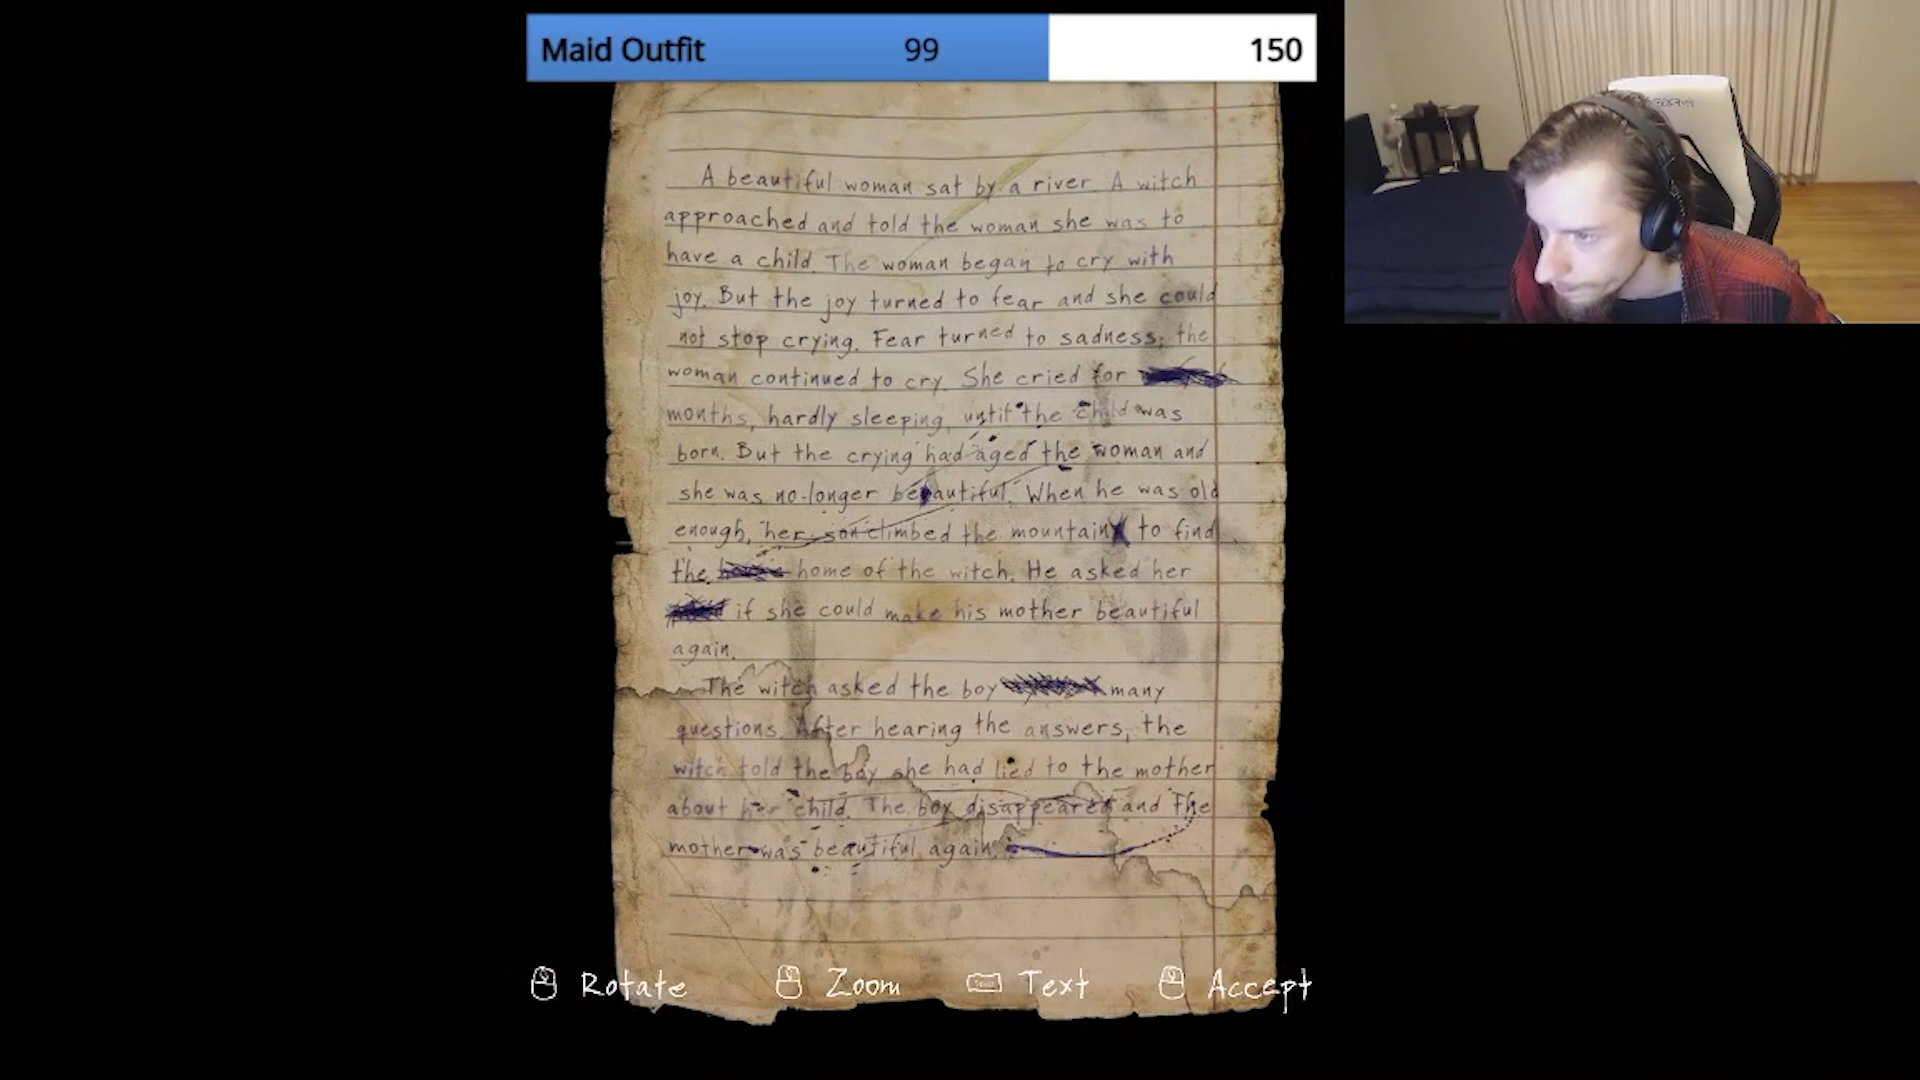 Maid Outfit 99 150
A beautiful woman sat by a river. A witch
approached and told the woman she was to
have a child. The woman began to cry with
joy. But the joy turned to fear and she could
not stop crying. Fear turned to sadness; the
woman continued to cry. She cried for
months, hardly sleeping, until the child was
born. But the crying had aged the woman and
she was no-longer beautiful. When he was old
enough, her son climbed the mountain to find
the home of the witch. He asked her
if she could make his mother beautiful
again.
The witch asked the boy many
questions. After hearing the answers, the
witch told the boy she had lied to the mother
about her child. The boy disappeared and the
mother was beautiful again.
Rotate Zoom Text Accept